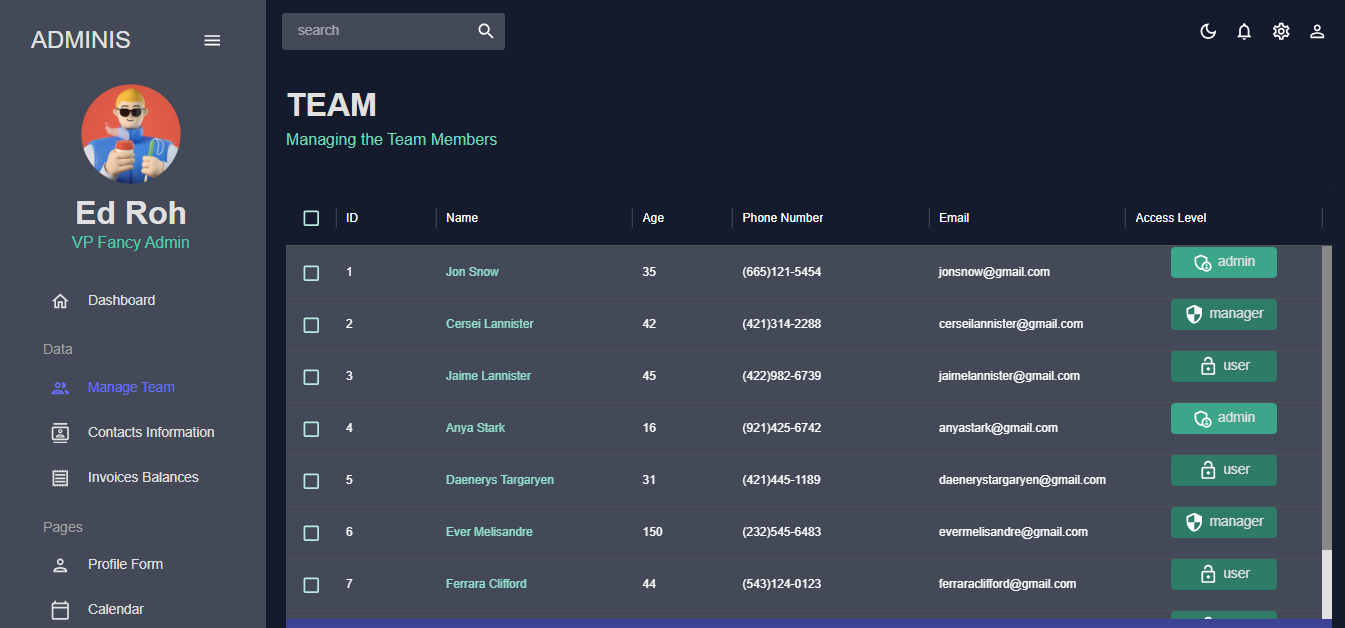 ADMINIS
search
Ed Roh
VP Fancy Admin
Dashboard
Data
Manage Team
Contacts Information
Invoices Balances
Pages
Profile Form
Calendar
TEAM
Managing the Team Members
ID Name Age Phone Number Email Access Level
1 Jon Snow 35 (665)121-5454 jonsnow@gmail.com admin
2 Cersei Lannister 42 (421)314-2288 cerseilannister@gmail.com manager
3 Jaime Lannister 45 (422)982-6739 jaimelannister@gmail.com user
4 Anya Stark 16 (921)425-6742 anyastark@gmail.com admin
5 Daenerys Targaryen 31 (421)445-1189 daenerystargaryen@gmail.com user
6 Ever Melisandre 150 (232)545-6483 evermelisandre@gmail.com manager
7 Ferrara Clifford 44 (543)124-0123 ferraraclifford@gmail.com user